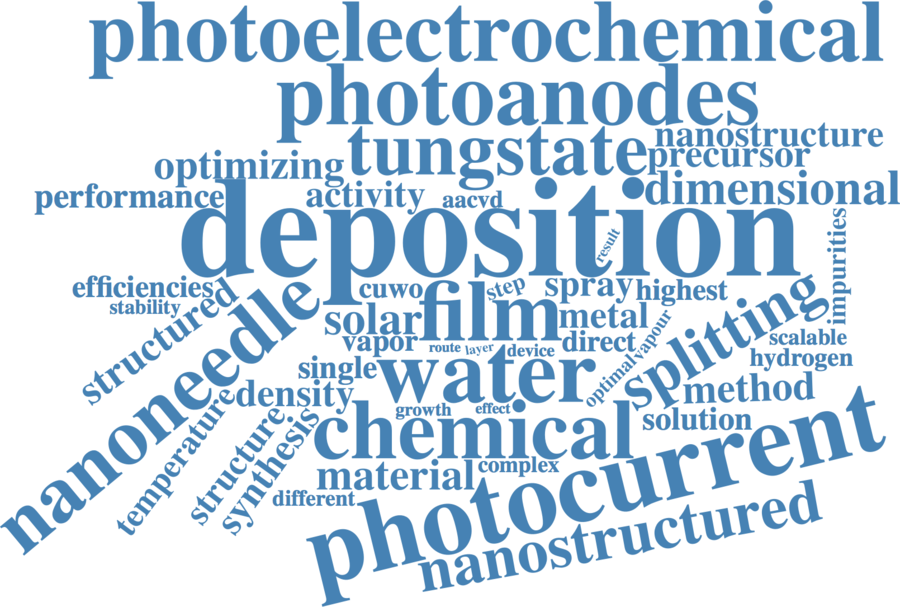 photoelectrochemical
photoanodes
nanostructure
tungstate
precursor
optimizing
performance
activity
aacvd
dimensional
deposition
result
impurities
efficiencies
stability
structured
nanoneedle
cuwo
film
step
spray
highest
solar
metal
splitting
vapor
route
layer
device
direct
optimal
vapour
scalable
hydrogen
single
water
density
method
temperature
structure
synthesis
growth
effect
chemical
solution
material
complex
different
photocurrent
nanostructured